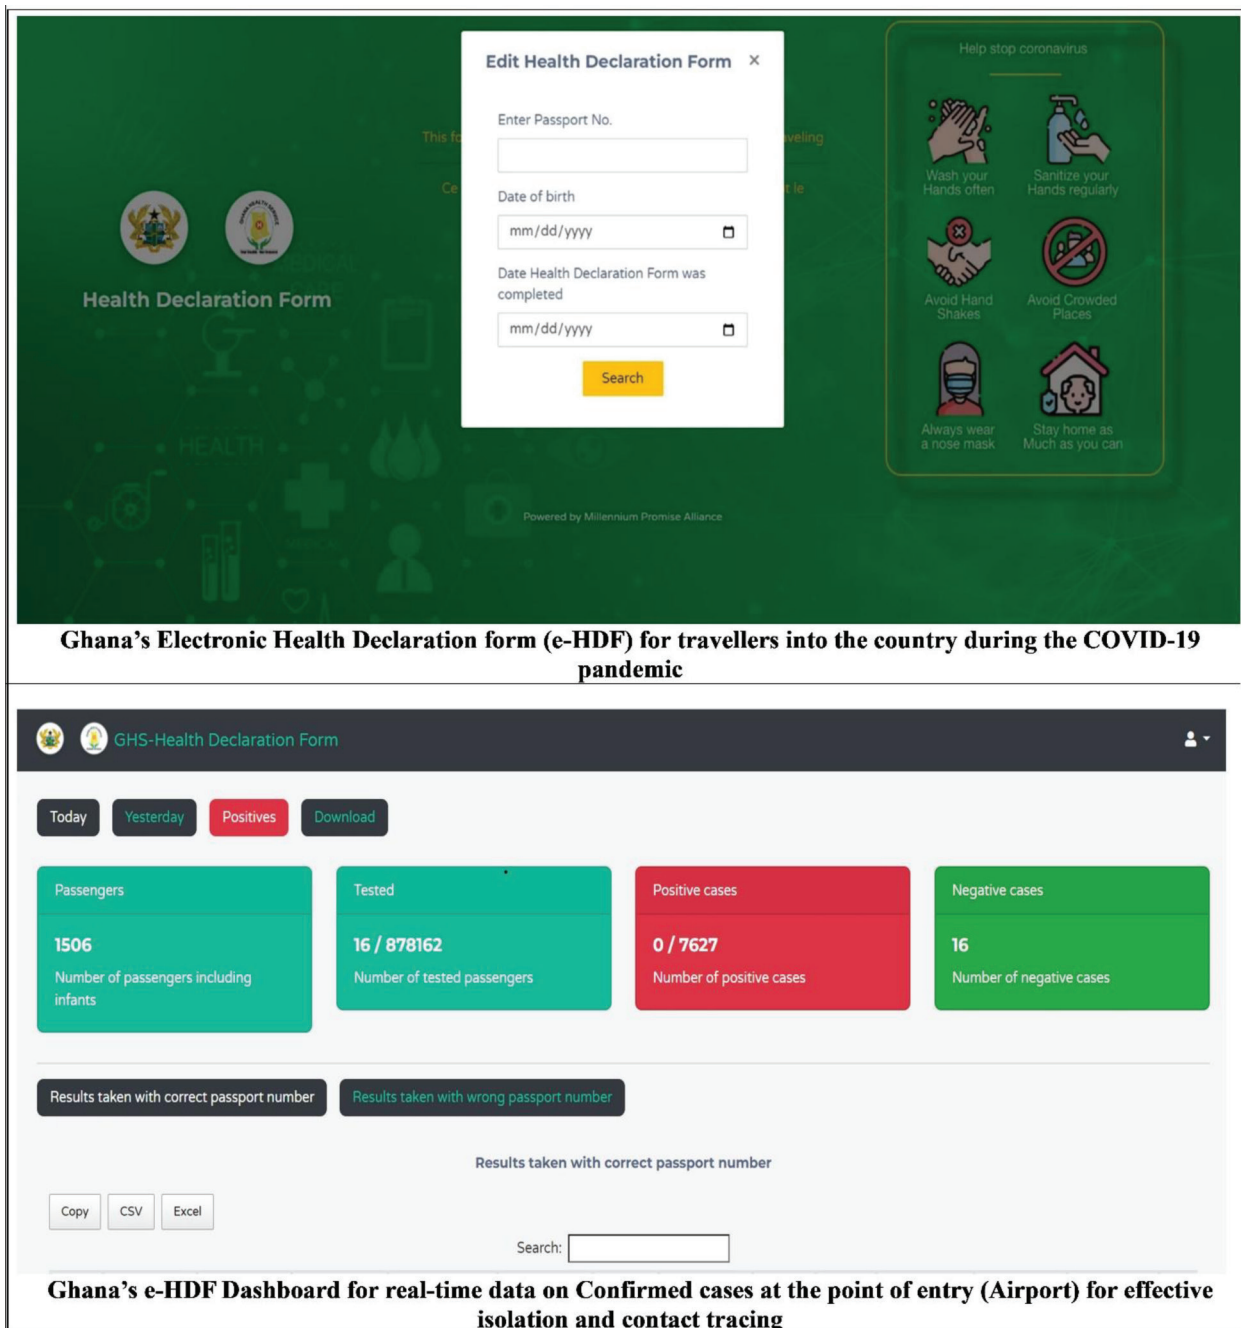 Edit Health Declaration Form ×
Help stop coronavirus
Enter Passport No.
This fo
aveling
Ce
t le
Wash your
Hands often
Sanitize your
Hands regularly
Date of birth
mm/dd/yyyy
Date Health Declaration Form was
completed
mm/dd/yyyy
Search
MEDICAL
CARE
Health Declaration Form
Avoid Hand
Shakes
Avoid Crowded
Places
HEALTH
Always wear
a nose mask
Stay home as
Much as you can
Powered by Millennium Promise Alliance
Ghana's Electronic Health Declaration form (e-HDF) for travellers into the country during the COVID-19
pandemic
GHS-Health Declaration Form
Today Yesterday Positives Download
Passengers
1506
Number of passengers including
infants
Tested
16 / 878162
Number of tested passengers
Positive cases
0 / 7627
Number of positive cases
Negative cases
16
Number of negative cases
Results taken with correct passport number Results taken with wrong passport number
Results taken with correct passport number
Copy CSV Excel
Search:
Ghana's e-HDF Dashboard for real-time data on Confirmed cases at the point of entry (Airport) for effective
isolation and contact tracing